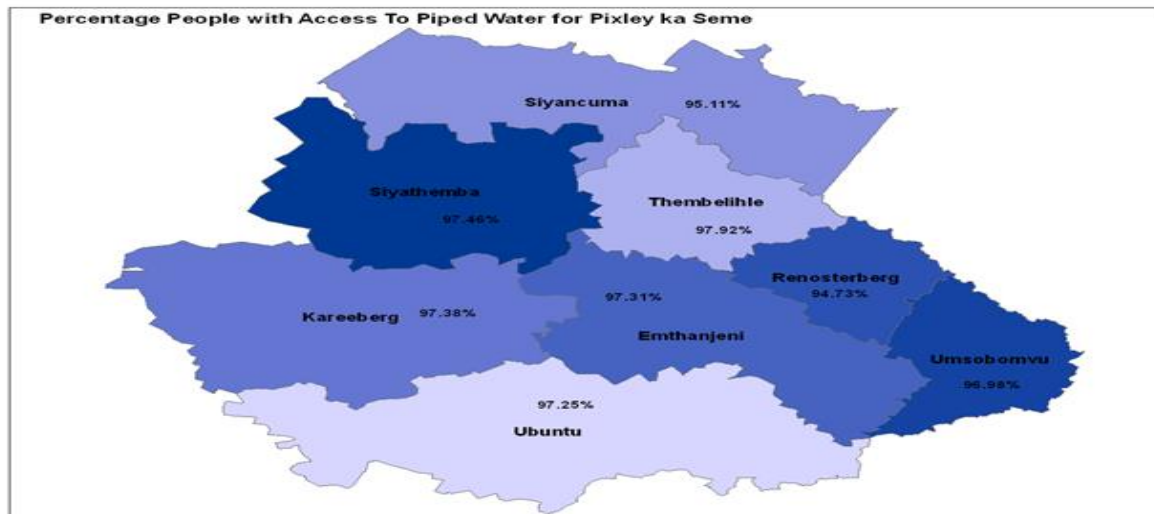 Percentage People with Access To Piped Water for Pixley ka Seme
Siyancuma
95.11%
Siyathemba
97.46%
Thembelihle
97.92%
Renosterberg
94.73%
Kareeberg
97.38%
97.31%
Emthanjeni
Umsobomvu
96.98%
97.25%
Ubuntu